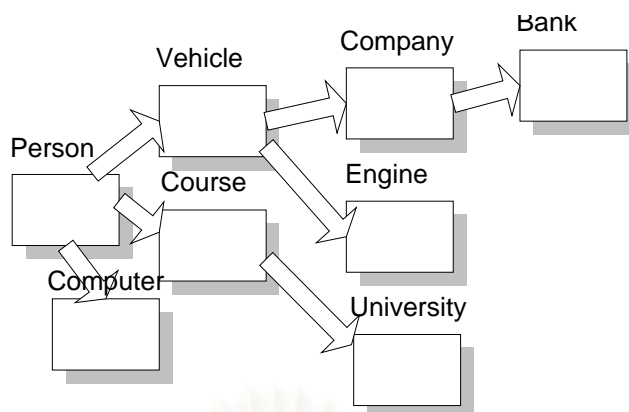 Bank
Company
Vehicle
Person
Engine
Course
Computer
University